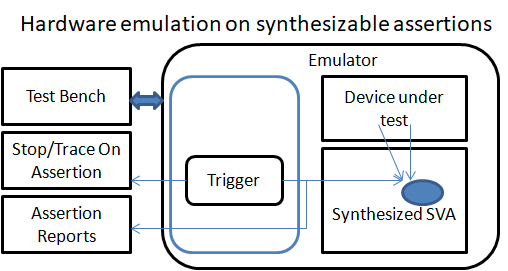 Hardware emulation on synthesizable assertions
Emulator
Test Bench
Device under
test
Stop/Trace On
Assertion
Trigger
Assertion
Reports
Synthesized SVA